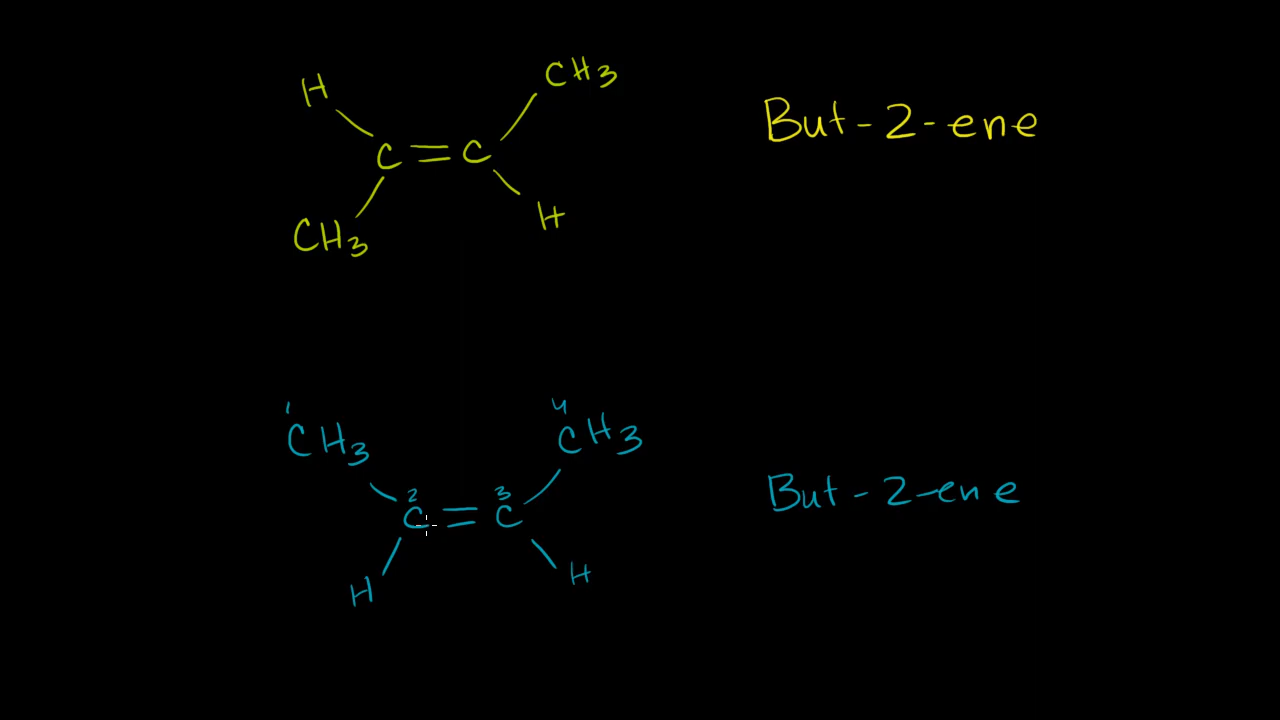 H CH3
C = C But-2-ene
CH3 H
1 4
CH3 CH3
2 3
C = C But-2-ene
H H